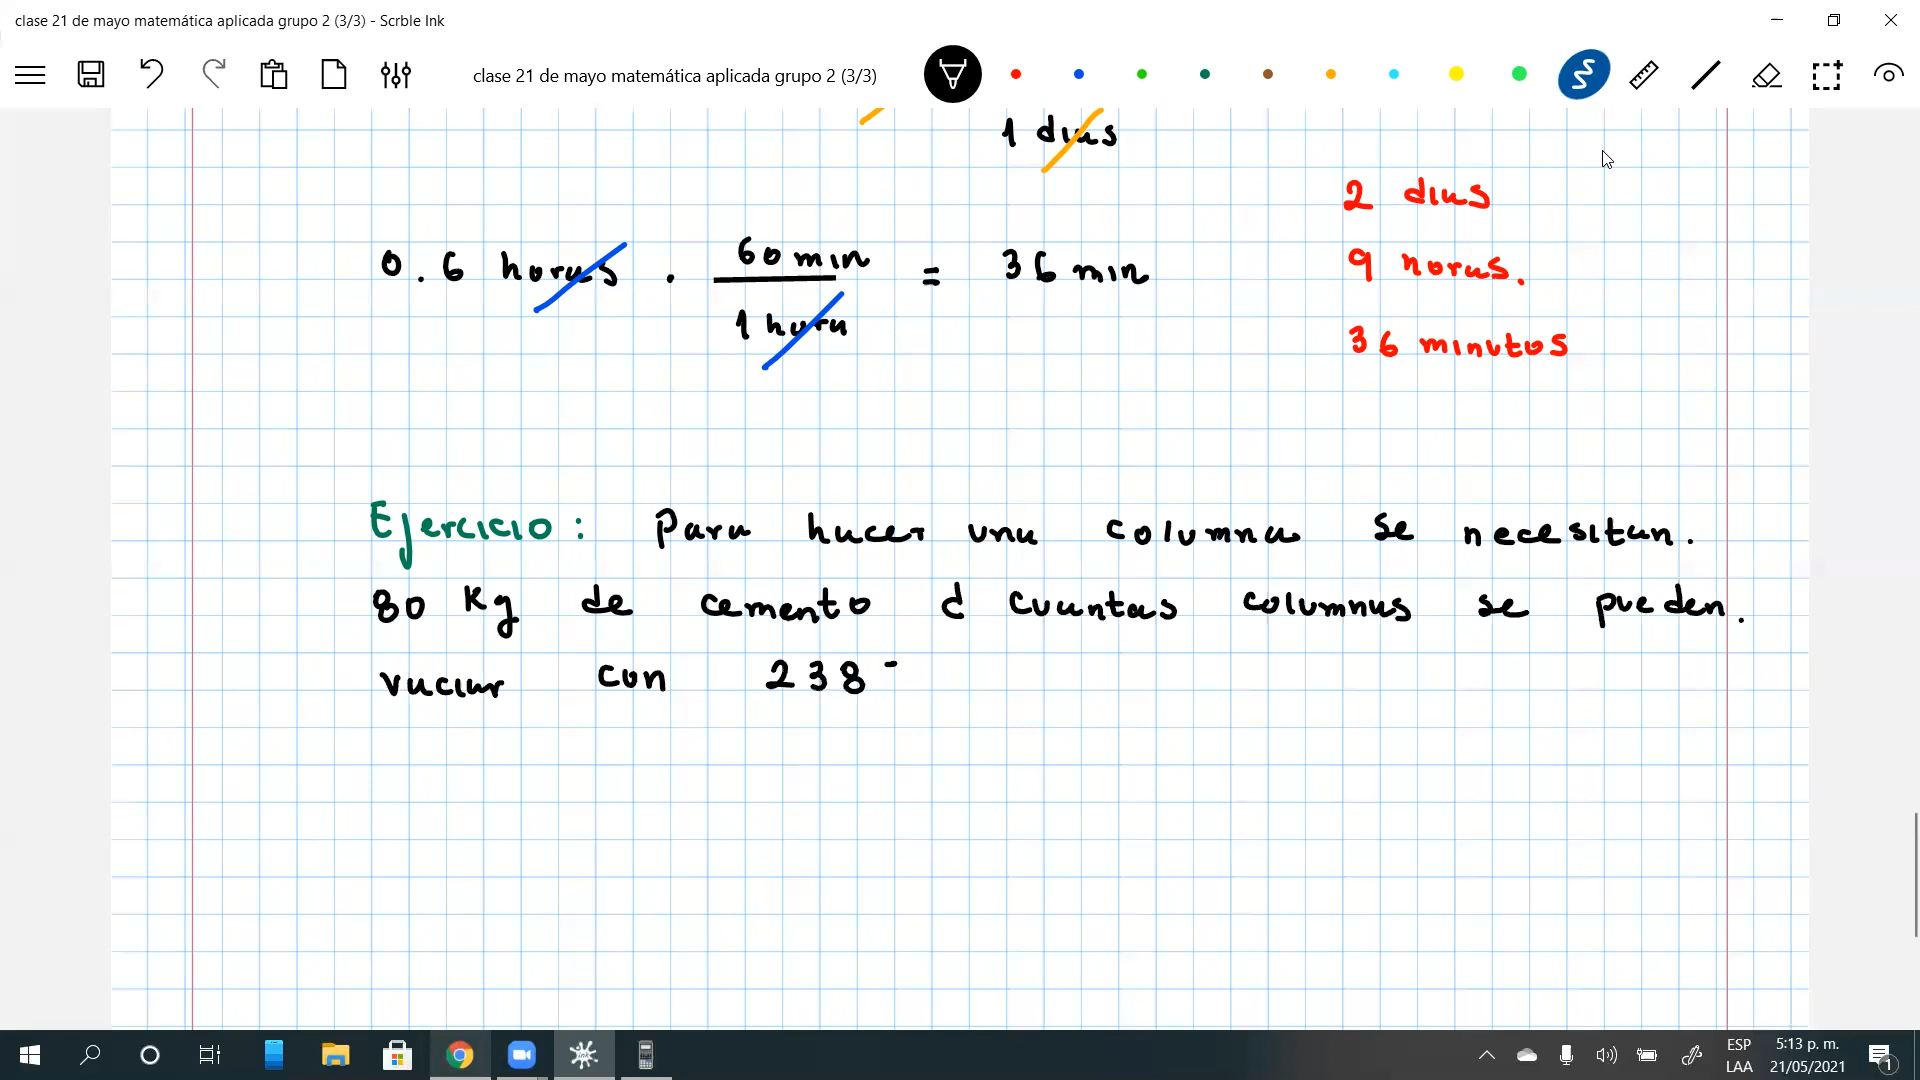 clase 21 de mayo matemática aplicada grupo 2 (3/3) - Scrble Ink
clase 21 de mayo matemática aplicada grupo 2 (3/3)
1 dias
2 dias
0.6 horas . 60 min = 36 min
1 hora
9 horas.
36 minutos
Ejercicio: Para hacer una columna se necesitan.
80 Kg de cemento d cuantas columnas se pueden.
vaciar con 238
ESP
LAA
5:13 p. m.
21/05/2021
1